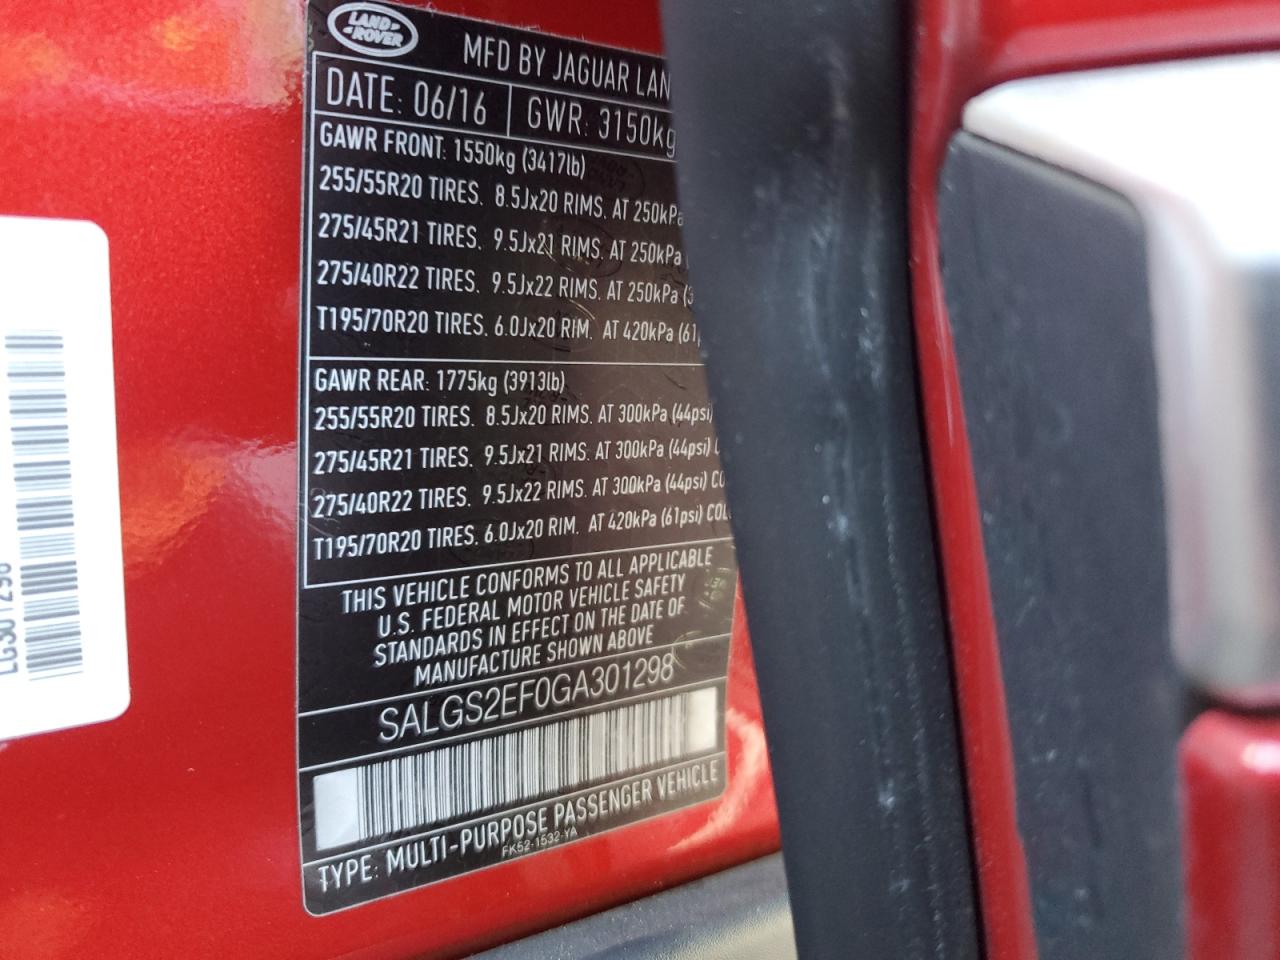 LAND
ROVER
MFD BY JAGUAR LAN
DATE: 06/16 GWR: 3150kg
GAWR FRONT: 1550kg (3417lb)
255/55R20 TIRES. 8.5Jx20 RIMS. AT 250kPa
275/45R21 TIRES. 9.5Jx21 RIMS. AT 250kPa
275/40R22 TIRES. 9.5Jx22 RIMS. AT 250kPa (3
T195/70R20 TIRES. 6.0Jx20 RIM. AT 420kPa (61
GAWR REAR: 1775kg (3913lb)
255/55R20 TIRES. 8.5Jx20 RIMS. AT 300kPa (44psi)
275/45R21 TIRES. 9.5Jx21 RIMS. AT 300kPa (44psi)
275/40R22 TIRES. 9.5Jx22 RIMS. AT 300kPa (44psi) CO
T195/70R20 TIRES. 6.0Jx20 RIM. AT 420kPa (61psi) COL
THIS VEHICLE CONFORMS TO ALL APPLICABLE
U.S. FEDERAL MOTOR VEHICLE SAFETY
STANDARDS IN EFFECT ON THE DATE OF
MANUFACTURE SHOWN ABOVE
SALGS2EF0GA301298
TYPE: MULTI-PURPOSE PASSENGER VEHICLE
FK52-1532-YA
LG301298